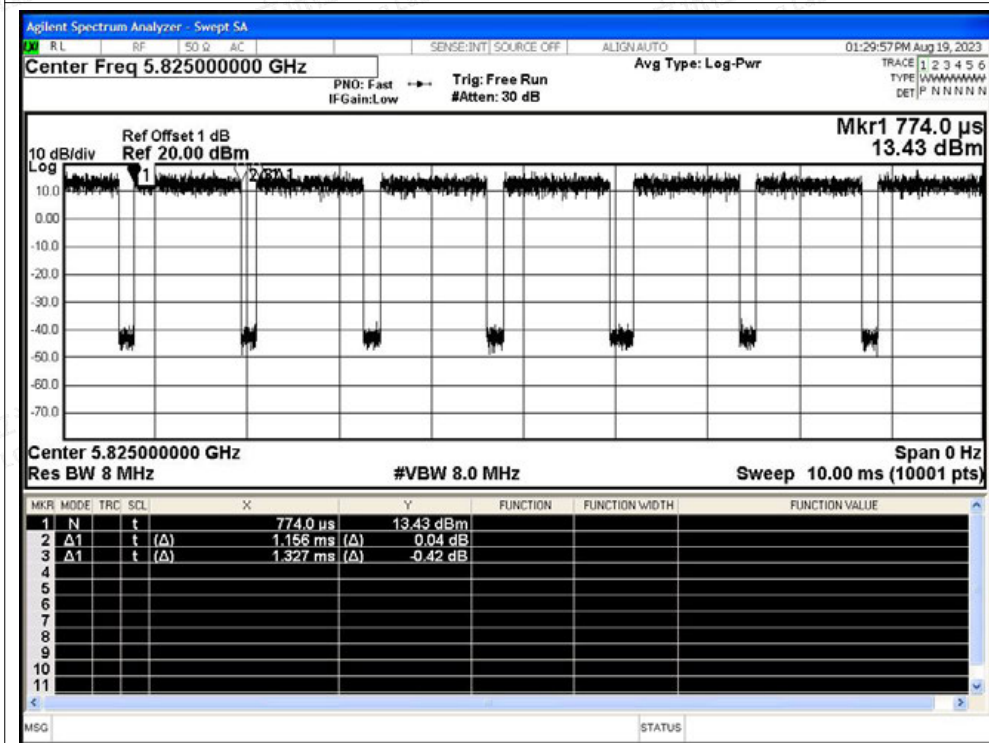 Agilent Spectrum Analyzer - Swept SA
RL RF 50 Ω AC SENSE:INT SOURCE OFF ALIGN AUTO 01:29:57 PM Aug 19, 2023
Center Freq 5.825000000 GHz Avg Type: Log-Pwr TRACE 1 2 3 4 5 6
PNO: Fast Trig: Free Run TYPE WWWWWW
IFGain:Low #Atten: 30 dB DET P N N N N N
Mkr1 774.0 µs
Ref Offset 1 dB
10 dB/div Ref 20.00 dBm 13.43 dBm
Log
1
10.0
0.00
-10.0
-20.0
-30.0
-40.0
-50.0
-60.0
-70.0
Center 5.825000000 GHz Span 0 Hz
Res BW 8 MHz #VBW 8.0 MHz Sweep 10.00 ms (10001 pts)
MKR MODE TRC SCL X Y FUNCTION FUNCTION WIDTH FUNCTION VALUE
1 N t 774.0 µs 13.43 dBm
2 Δ1 t (Δ) 1.156 ms (Δ) 0.04 dB
3 Δ1 t (Δ) 1.327 ms (Δ) -0.42 dB
4
5
6
7
8
9
10
11
MSG STATUS